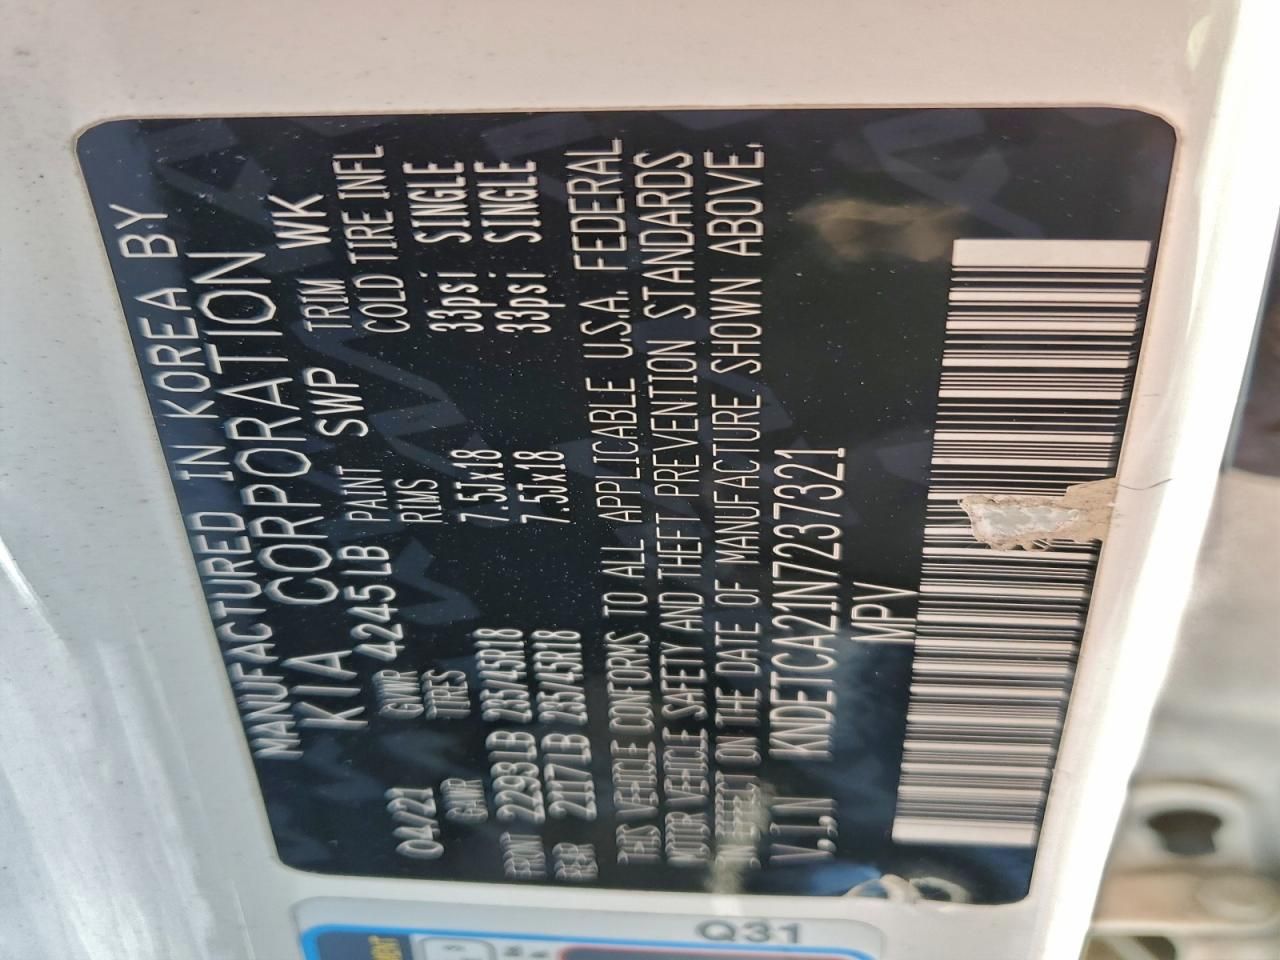 MANUFACTURED IN KOREA BY
KIA CORPORATION
04/21 GWR 4245LB PAINT SWP TRIM WK
GAWR TIRES RIMS COLD TIRE INFL
FRNT 2293LB 235/45R18 7.5Jx18 33psi SINGLE
RER 2117LB 235/45R18 7.5Jx18 33psi SINGLE
THIS VEHICLE CONFORMS TO ALL APPLICABLE U.S.A. FEDERAL
MOTOR VEHICLE SAFETY AND THEFT PREVENTION STANDARDS
IN EFFECT ON THE DATE OF MANUFACTURE SHOWN ABOVE.
V.I.N KNDETCA21N7237321
MPV
Q31